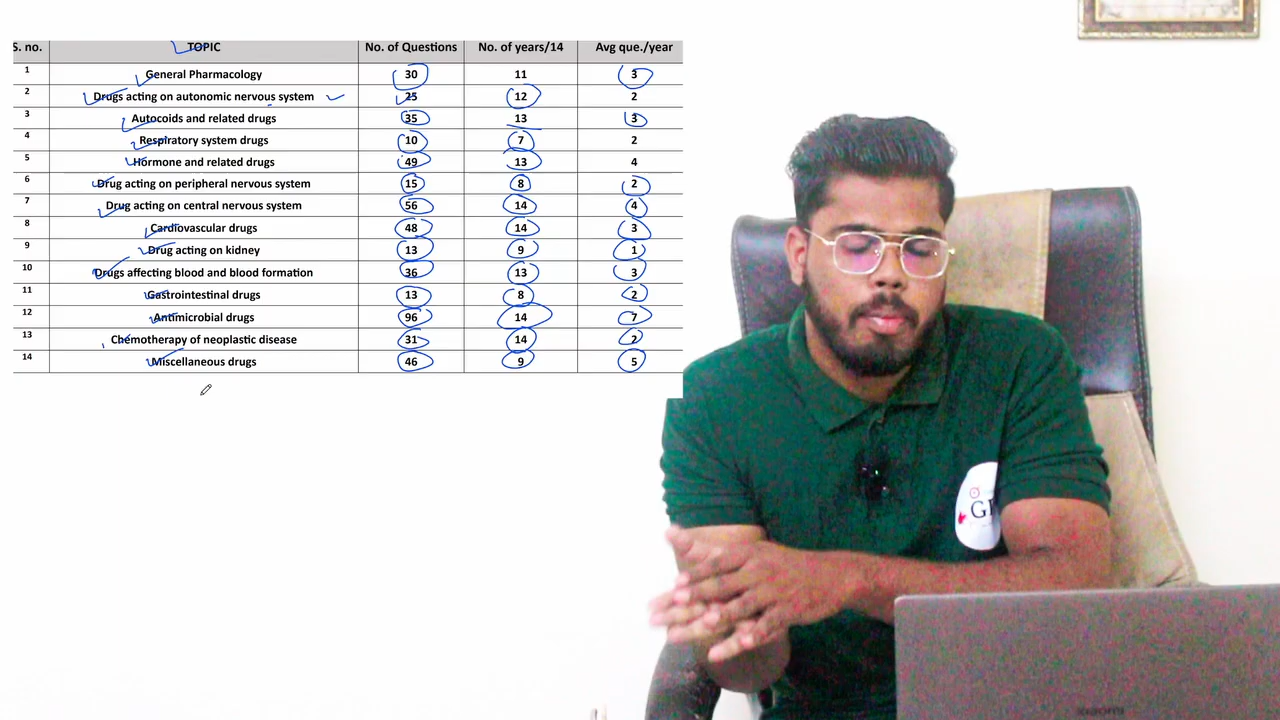 S. no. TOPIC No. of Questions No. of years/14 Avg que./year
1 General Pharmacology 30 11 3
2 Drugs acting on autonomic nervous system 25 12 2
3 Autocoids and related drugs 35 13 3
4 Respiratory system drugs 10 7 2
5 Hormone and related drugs 49 13 4
6 Drug acting on peripheral nervous system 15 8 2
7 Drug acting on central nervous system 56 14 4
8 Cardiovascular drugs 48 14 3
9 Drug acting on kidney 13 9 1
10 Drugs affecting blood and blood formation 36 13 3
11 Gastrointestinal drugs 13 8 2
12 Antimicrobial drugs 96 14 7
13 Chemotherapy of neoplastic disease 31 14 2
14 Miscellaneous drugs 46 9 5
xiaomi